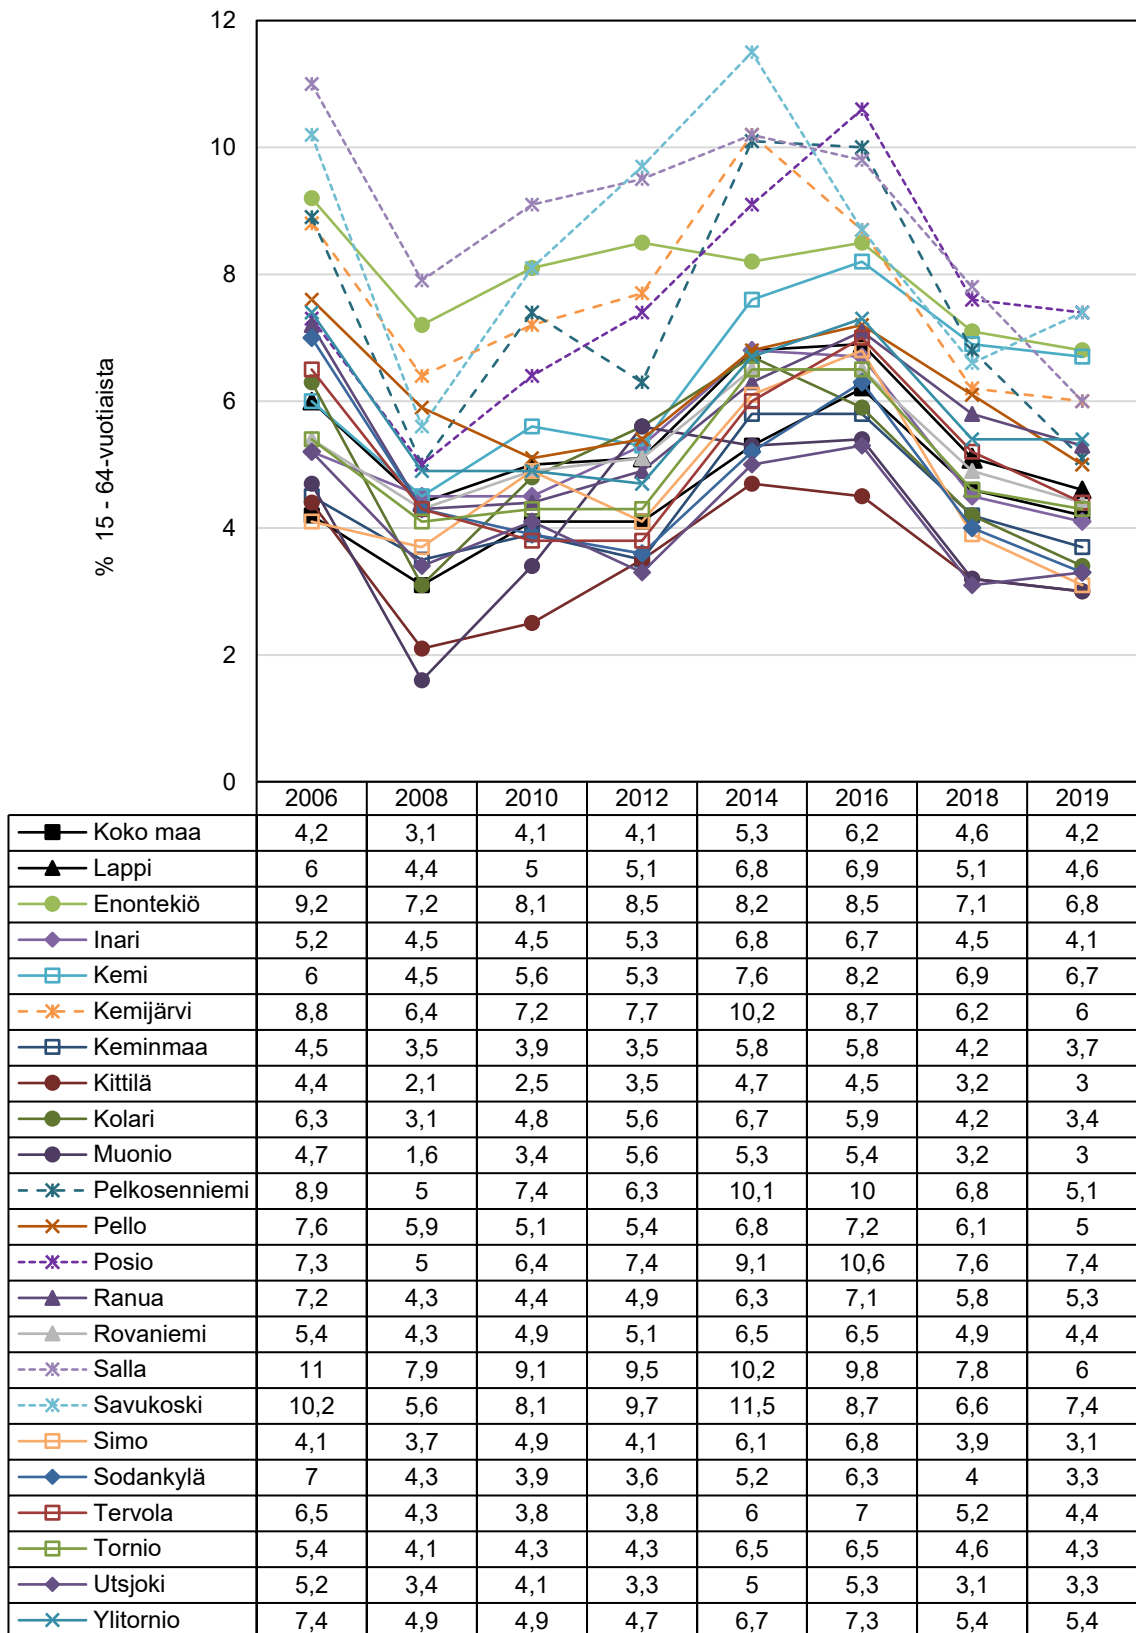 12
10
8
6
4
2
0
% 15 - 64-vuotiaista
2006 2008 2010 2012 2014 2016 2018 2019
Koko maa 4,2 3,1 4,1 4,1 5,3 6,2 4,6 4,2
Lappi 6 4,4 5 5,1 6,8 6,9 5,1 4,6
Enontekiö 9,2 7,2 8,1 8,5 8,2 8,5 7,1 6,8
Inari 5,2 4,5 4,5 5,3 6,8 6,7 4,5 4,1
Kemi 6 4,5 5,6 5,3 7,6 8,2 6,9 6,7
Kemijärvi 8,8 6,4 7,2 7,7 10,2 8,7 6,2 6
Keminmaa 4,5 3,5 3,9 3,5 5,8 5,8 4,2 3,7
Kittilä 4,4 2,1 2,5 3,5 4,7 4,5 3,2 3
Kolari 6,3 3,1 4,8 5,6 6,7 5,9 4,2 3,4
Muonio 4,7 1,6 3,4 5,6 5,3 5,4 3,2 3
Pelkosenniemi 8,9 5 7,4 6,3 10,1 10 6,8 5,1
Pello 7,6 5,9 5,1 5,4 6,8 7,2 6,1 5
Posio 7,3 5 6,4 7,4 9,1 10,6 7,6 7,4
Ranua 7,2 4,3 4,4 4,9 6,3 7,1 5,8 5,3
Rovaniemi 5,4 4,3 4,9 5,1 6,5 6,5 4,9 4,4
Salla 11 7,9 9,1 9,5 10,2 9,8 7,8 6
Savukoski 10,2 5,6 8,1 9,7 11,5 8,7 6,6 7,4
Simo 4,1 3,7 4,9 4,1 6,1 6,8 3,9 3,1
Sodankylä 7 4,3 3,9 3,6 5,2 6,3 4 3,3
Tervola 6,5 4,3 3,8 3,8 6 7 5,2 4,4
Tornio 5,4 4,1 4,3 4,3 6,5 6,5 4,6 4,3
Utsjoki 5,2 3,4 4,1 3,3 5 5,3 3,1 3,3
Ylitornio 7,4 4,9 4,9 4,7 6,7 7,3 5,4 5,4